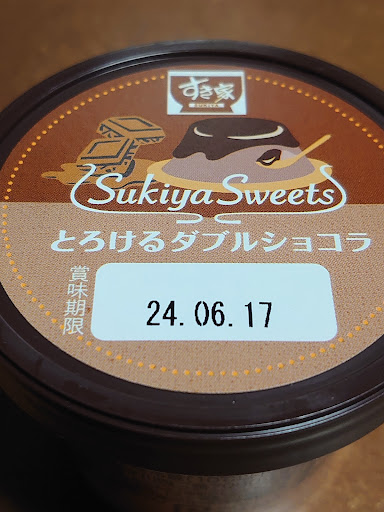 すき家
SUKIYA
Sukiya Sweets
とろけるダブルショコラ
賞味期限
24.06.17